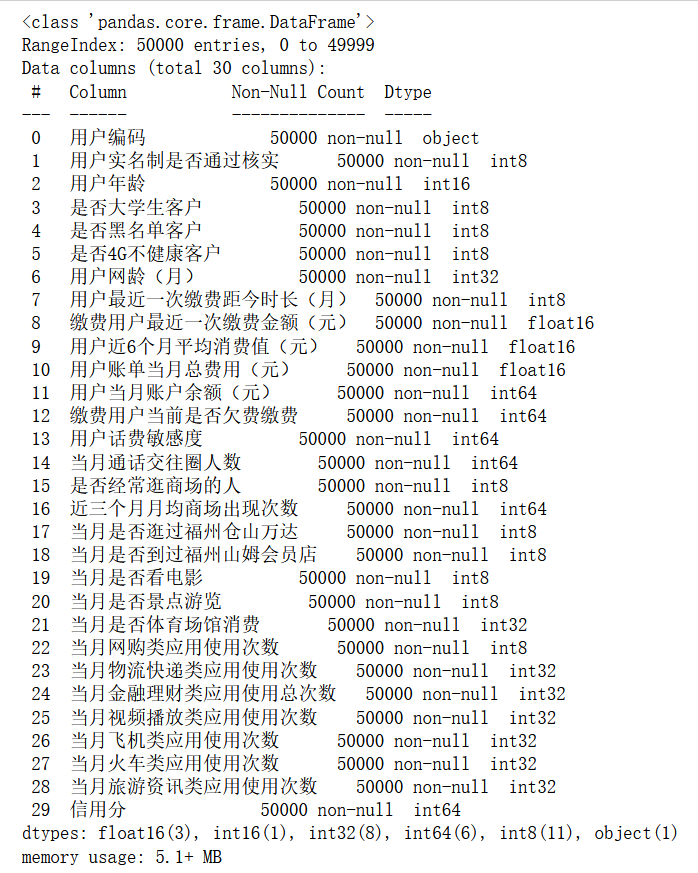 <class 'pandas.core.frame.DataFrame'>
RangeIndex: 50000 entries, 0 to 49999
Data columns (total 30 columns):
 #   Column           Non-Null Count  Dtype
---  ------           --------------  -----
 0   用户编码             50000 non-null  object
 1   用户实名制是否通过核实      50000 non-null  int8
 2   用户年龄             50000 non-null  int16
 3   是否大学生客户          50000 non-null  int8
 4   是否黑名单客户          50000 non-null  int8
 5   是否4G不健康客户        50000 non-null  int8
 6   用户网龄（月）          50000 non-null  int32
 7   用户最近一次缴费距今时长（月）  50000 non-null  int8
 8   缴费用户最近一次缴费金额（元）  50000 non-null  float16
 9   用户近6个月平均消费值（元）    50000 non-null  float16
 10  用户账单当月总费用（元）     50000 non-null  float16
 11  用户当月账户余额（元）      50000 non-null  int64
 12  缴费用户当前是否欠费缴费     50000 non-null  int64
 13  用户话费敏感度          50000 non-null  int64
 14  当月通话交往圈人数        50000 non-null  int64
 15  是否经常逛商场的人        50000 non-null  int8
 16  近三个月月均商场出现次数     50000 non-null  int64
 17  当月是否逛过福州仓山万达     50000 non-null  int8
 18  当月是否到过福州山姆会员店    50000 non-null  int8
 19  当月是否看电影          50000 non-null  int8
 20  当月是否景点游览         50000 non-null  int8
 21  当月是否体育场馆消费       50000 non-null  int32
 22  当月网购类应用使用次数      50000 non-null  int8
 23  当月物流快递类应用使用次数    50000 non-null  int32
 24  当月金融理财类应用使用总次数   50000 non-null  int32
 25  当月视频播放类应用使用次数    50000 non-null  int32
 26  当月飞机类应用使用次数      50000 non-null  int32
 27  当月火车类应用使用次数      50000 non-null  int32
 28  当月旅游资讯类应用使用次数    50000 non-null  int32
 29  信用分              50000 non-null  int64
dtypes: float16(3), int16(1), int32(8), int64(6), int8(11), object(1)
memory usage: 5.1+ MB